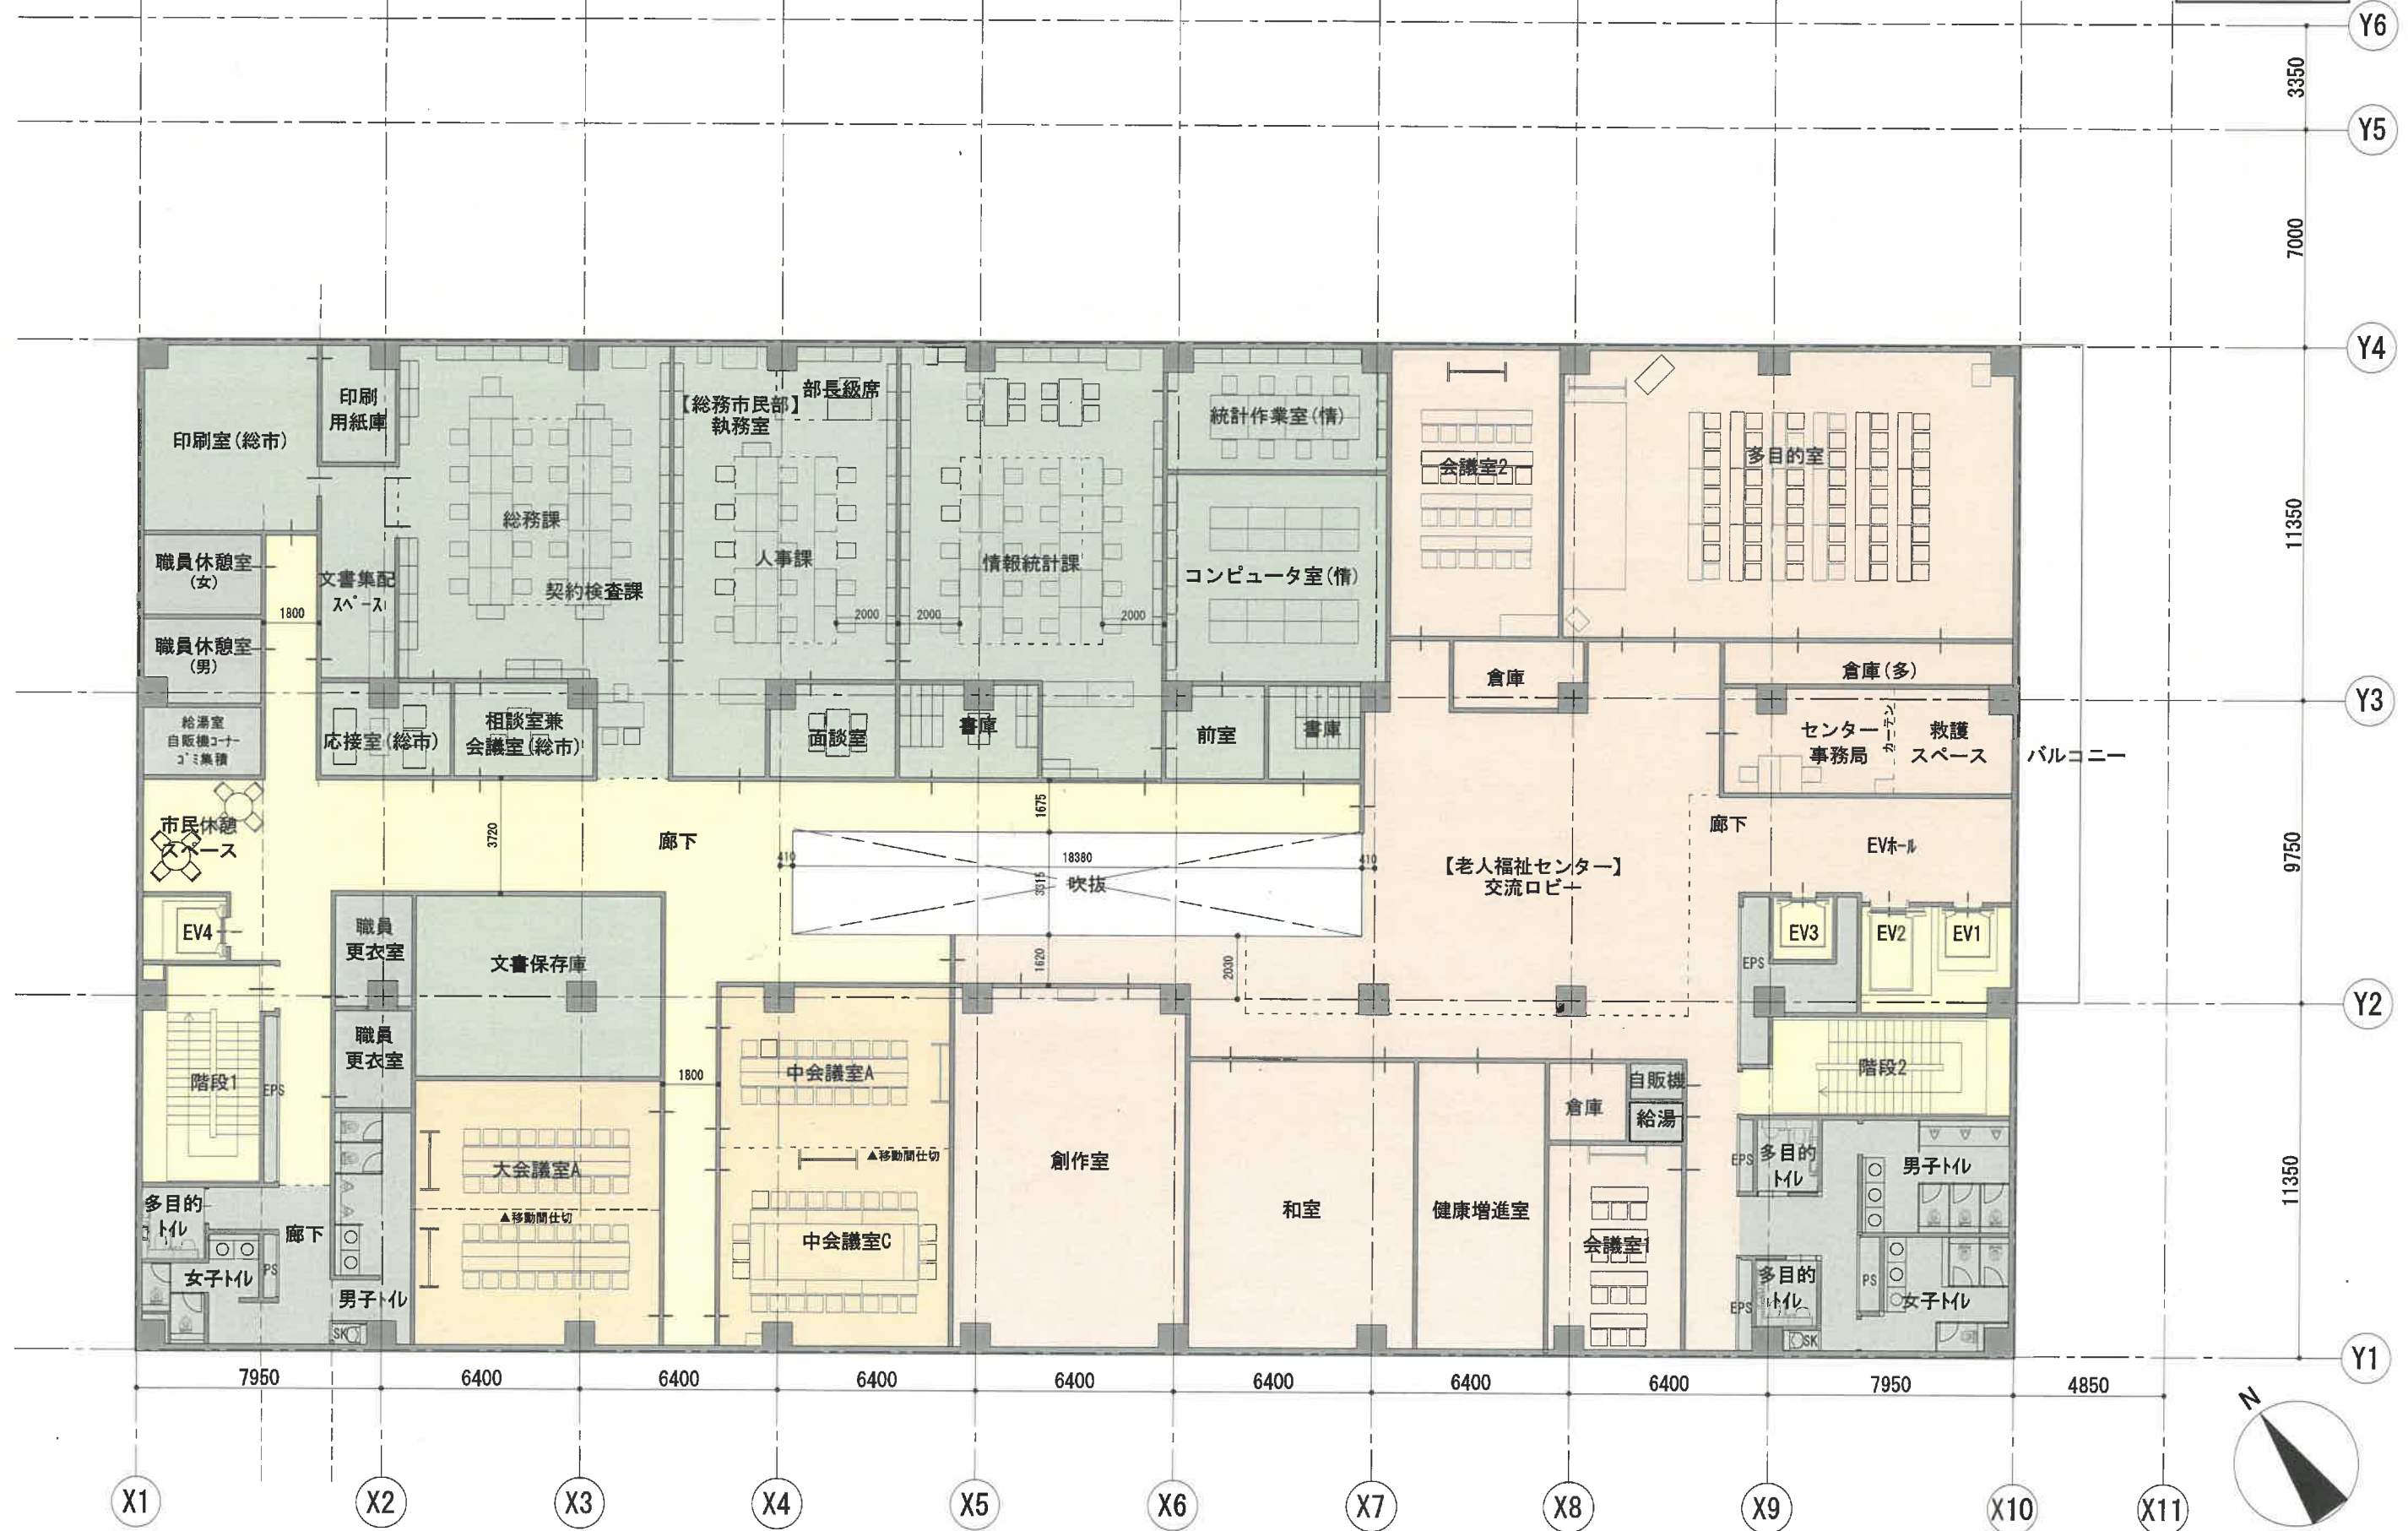 Y6
3350
Y5
7000
Y4
印刷室(総市)
印刷
用紙庫
【総務市民部】
執務室
部長級席
統計作業室(情)
会議室2
多目的室
11350
総務課
人事課
情報統計課
コンピュータ室(情)
契約検査課
職員休憩室
(女)
1800
文書集配
スペース
2000
2000
2000
職員休憩室
(男)
倉庫
倉庫(多)
Y3
給湯室
自販機コーナー
ゴミ集積
応接室(総市)
相談室兼
会議室(総市)
面談室
書庫
前室
書庫
センター
事務局
カーテン
救護
スペース
バルコニー
市民休憩
スペース
3720
廊下
1675
410
18380
410
3315
吹抜
【老人福祉センター】
交流ロビー
廊下
EVホール
9750
EV4
職員
更衣室
文書保存庫
1620
2030
EPS
EV3
EV2
EV1
Y2
職員
更衣室
階段1
EPS
1800
中会議室A
自販機
倉庫
給湯
階段2
大会議室A
▲移動間仕切
▲移動間仕切
中会議室C
創作室
和室
健康増進室
会議室1
EPS
多目的
トイレ
男子トイレ
11350
多目的
トイレ
廊下
女子トイレ
PS
男子トイレ
SK
EPS
多目的
トイレ
PS
女子トイレ
SK
Y1
7950
6400
6400
6400
6400
6400
6400
6400
7950
4850
N
X1
X2
X3
X4
X5
X6
X7
X8
X9
X10
X11